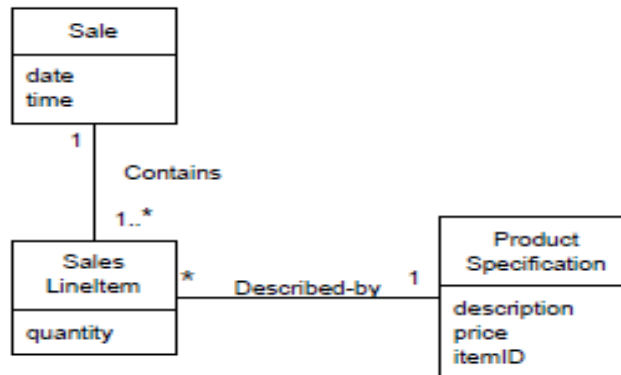 Sale
date
time
1
Contains
1..*
Sales
LineItem
quantity
*
Described-by
1
Product
Specification
description
price
itemID